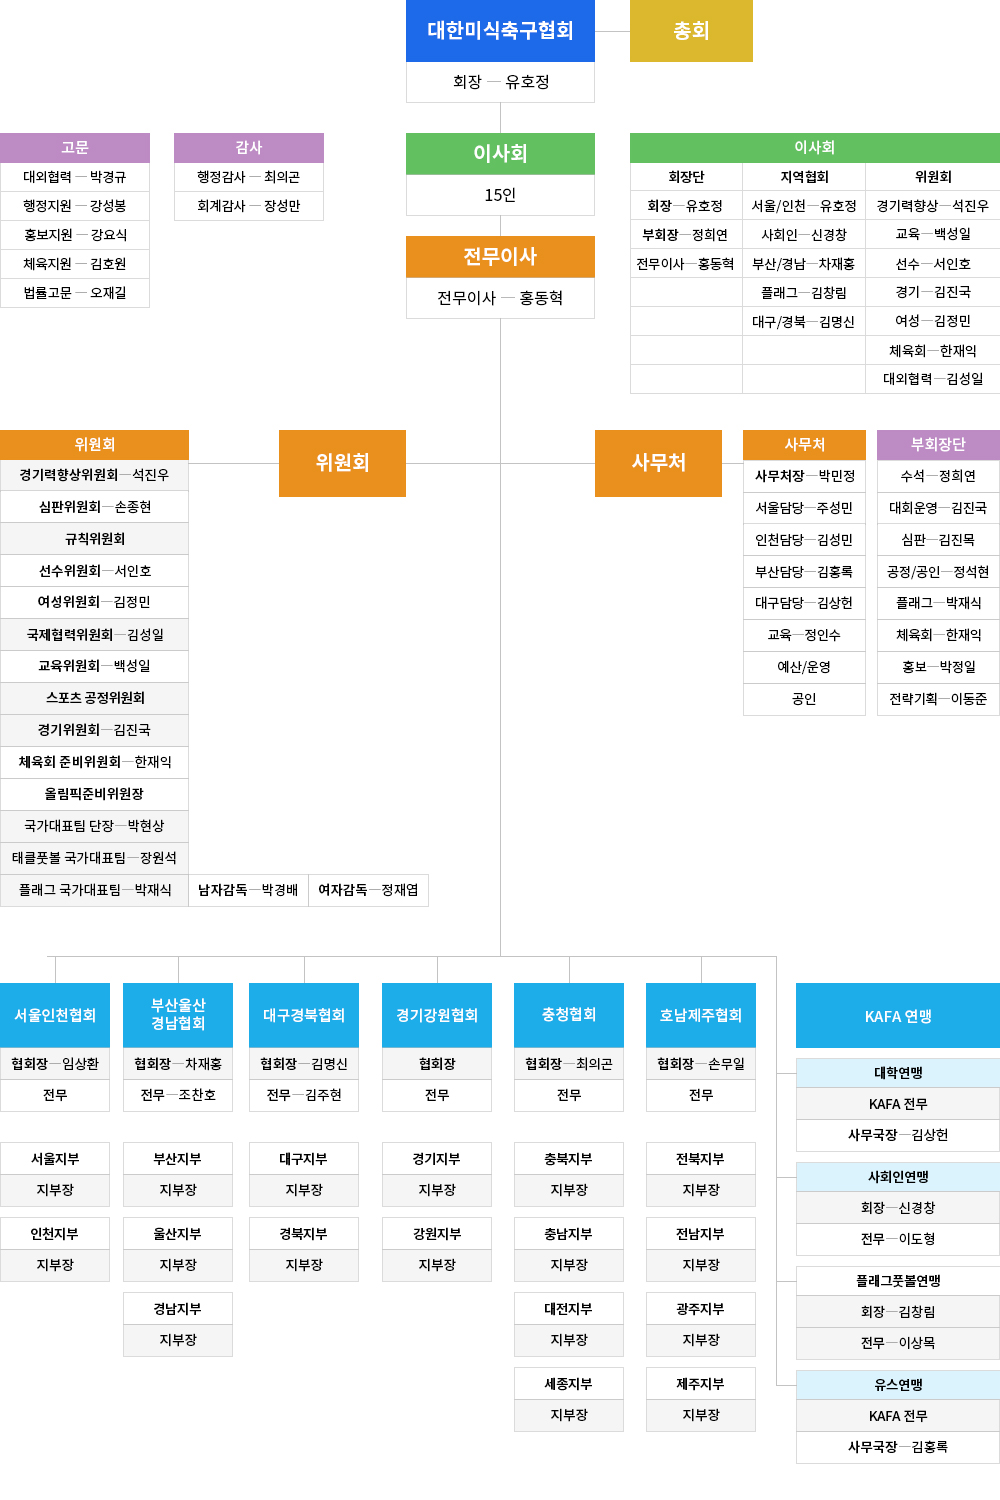 대한미식축구협회
총회
회장 ― 유호정
고문
대외협력 ― 박경규
행정지원 ― 강성봉
홍보지원 ― 강요식
체육지원 ― 김호원
법률고문 ― 오재길
감사
행정감사 ― 최의곤
회계감사 ― 장성만
이사회
15인
전무이사
전무이사 ― 홍동혁
이사회
회장단 지역협회 위원회
회장―유호정 서울/인천―유호정 경기력향상―석진우
부회장―정희연 사회인―신경창 교육―백성일
전무이사―홍동혁 부산/경남―차재홍 선수―서인호
플래그―김창림 경기―김진국
대구/경북―김명신 여성―김정민
체육회―한재익
대외협력―김성일
위원회
경기력향상위원회―석진우
심판위원회―손종현
규칙위원회
선수위원회―서인호
여성위원회―김정민
국제협력위원회―김성일
교육위원회―백성일
스포츠 공정위원회
경기위원회―김진국
체육회 준비위원회―한재익
올림픽준비위원장
국가대표팀 단장―박현상
태클풋볼 국가대표팀―장원석
플래그 국가대표팀―박재식 남자감독―박경배 여자감독―정재엽
위원회
사무처
사무처
사무처장―박민정
서울담당―주성민
인천담당―김성민
부산담당―김홍록
대구담당―김상헌
교육―정인수
예산/운영
공인
부회장단
수석―정희연
대회운영―김진국
심판―김진목
공정/공인―정석현
플래그―박재식
체육회―한재익
홍보―박정일
전략기획―이동준
서울인천협회
협회장―임상환
전무
서울지부
지부장
인천지부
지부장
부산울산
경남협회
협회장―차재홍
전무―조찬호
부산지부
지부장
울산지부
지부장
경남지부
지부장
대구경북협회
협회장―김명신
전무―김주현
대구지부
지부장
경북지부
지부장
경기강원협회
협회장
전무
경기지부
지부장
강원지부
지부장
충청협회
협회장―최의곤
전무
충북지부
지부장
충남지부
지부장
대전지부
지부장
세종지부
지부장
호남제주협회
협회장―손무일
전무
전북지부
지부장
전남지부
지부장
광주지부
지부장
제주지부
지부장
KAFA 연맹
대학연맹
KAFA 전무
사무국장―김상헌
사회인연맹
회장―신경창
전무―이도형
플래그풋볼연맹
회장―김창림
전무―이상목
유스연맹
KAFA 전무
사무국장―김홍록